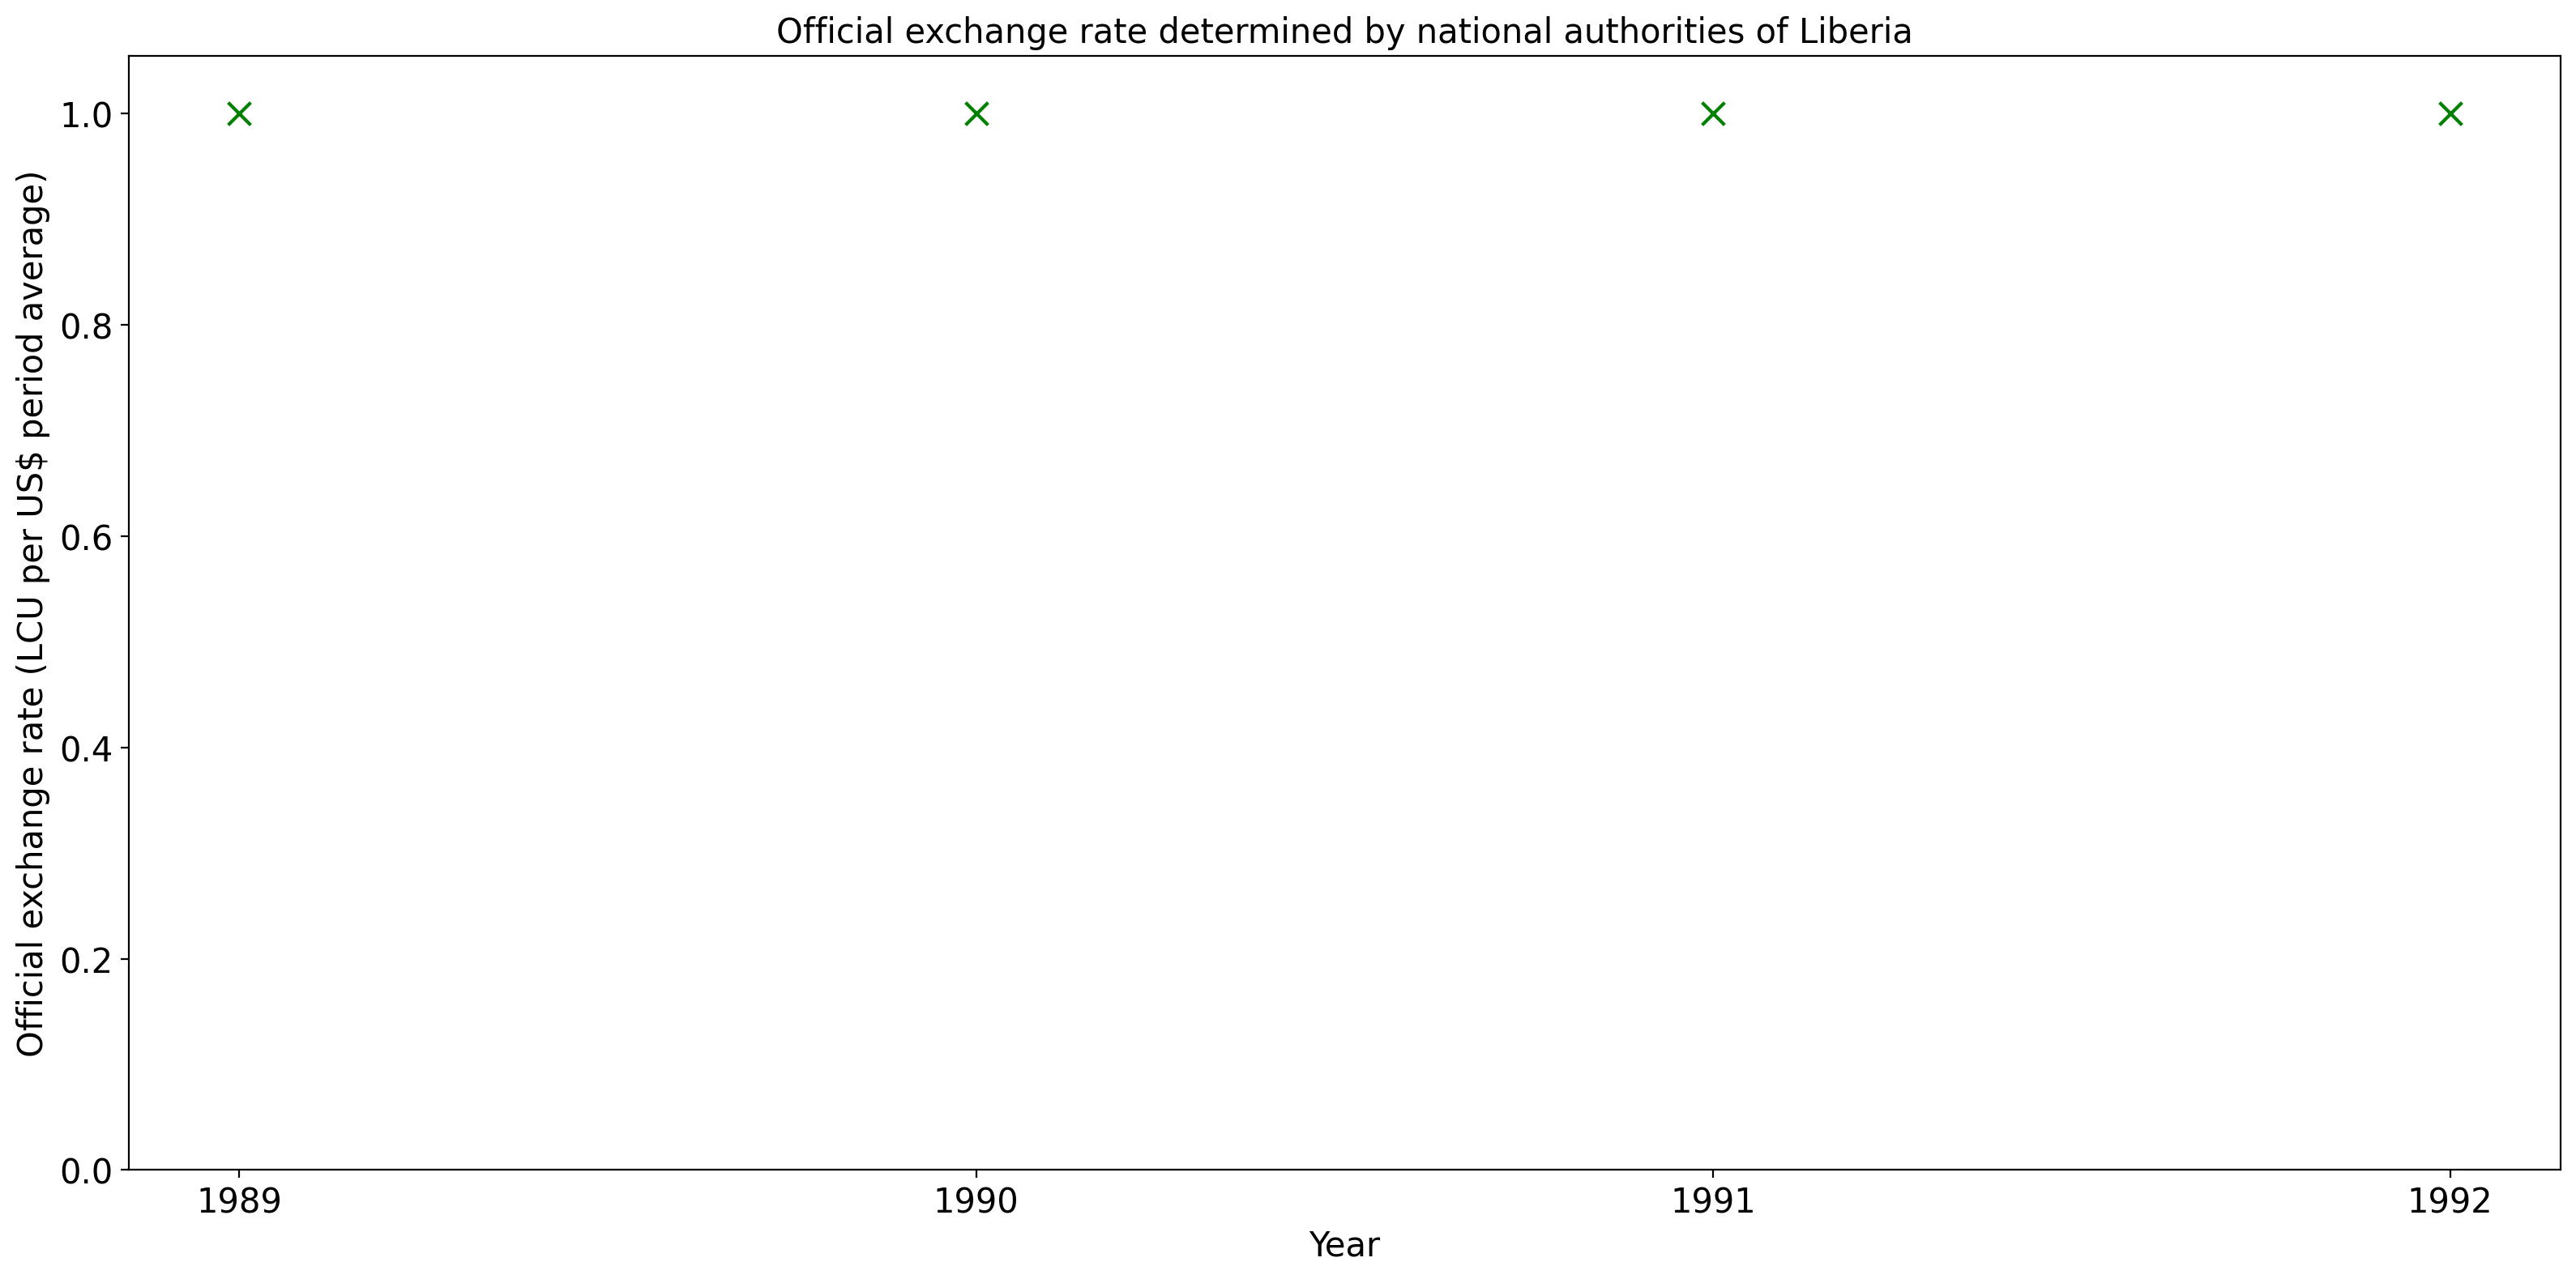 Official exchange rate determined by national authorities of Liberia
Official exchange rate (LCU per US$ period average)
1.0
0.8
0.6
0.4
0.2
0.0
1989 1990 1991 1992
Year